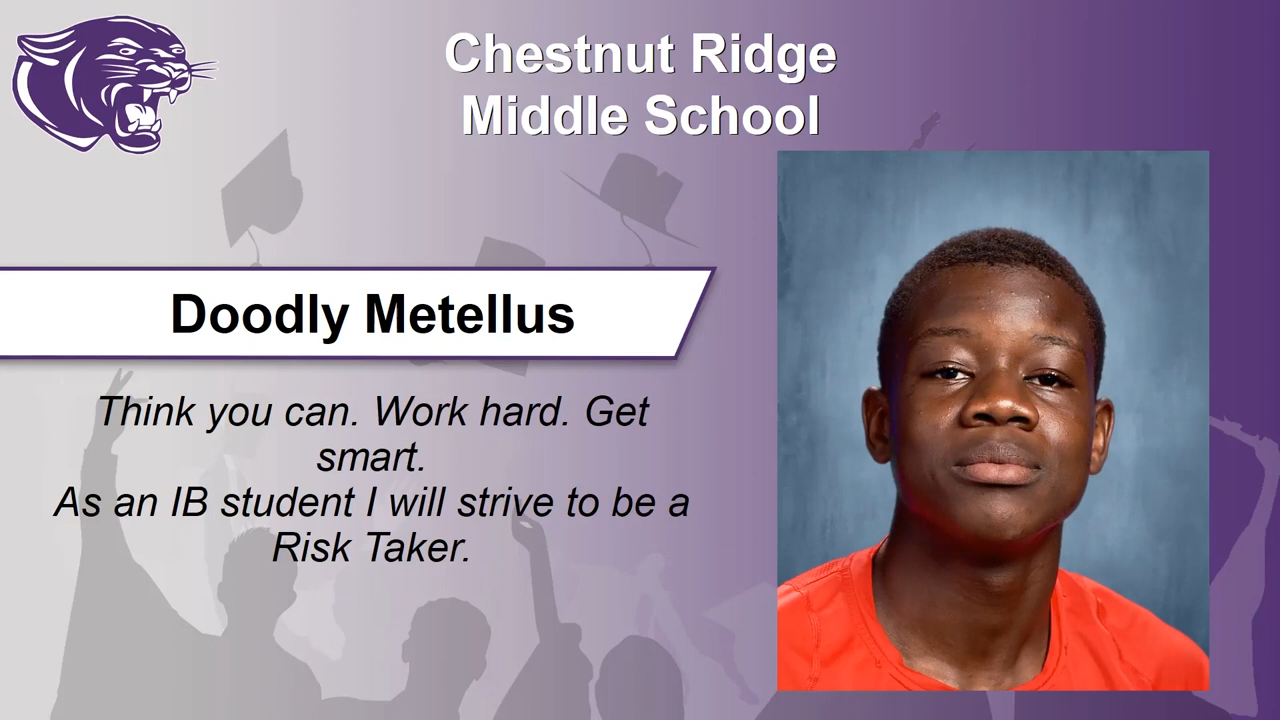 Chestnut Ridge
Middle School
Doodly Metellus
Think you can. Work hard. Get
smart.
As an IB student I will strive to be a
Risk Taker.